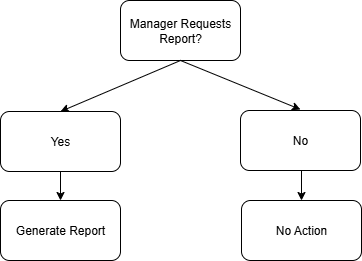 Manager Requests
Report?
Yes
No
Generate Report
No Action